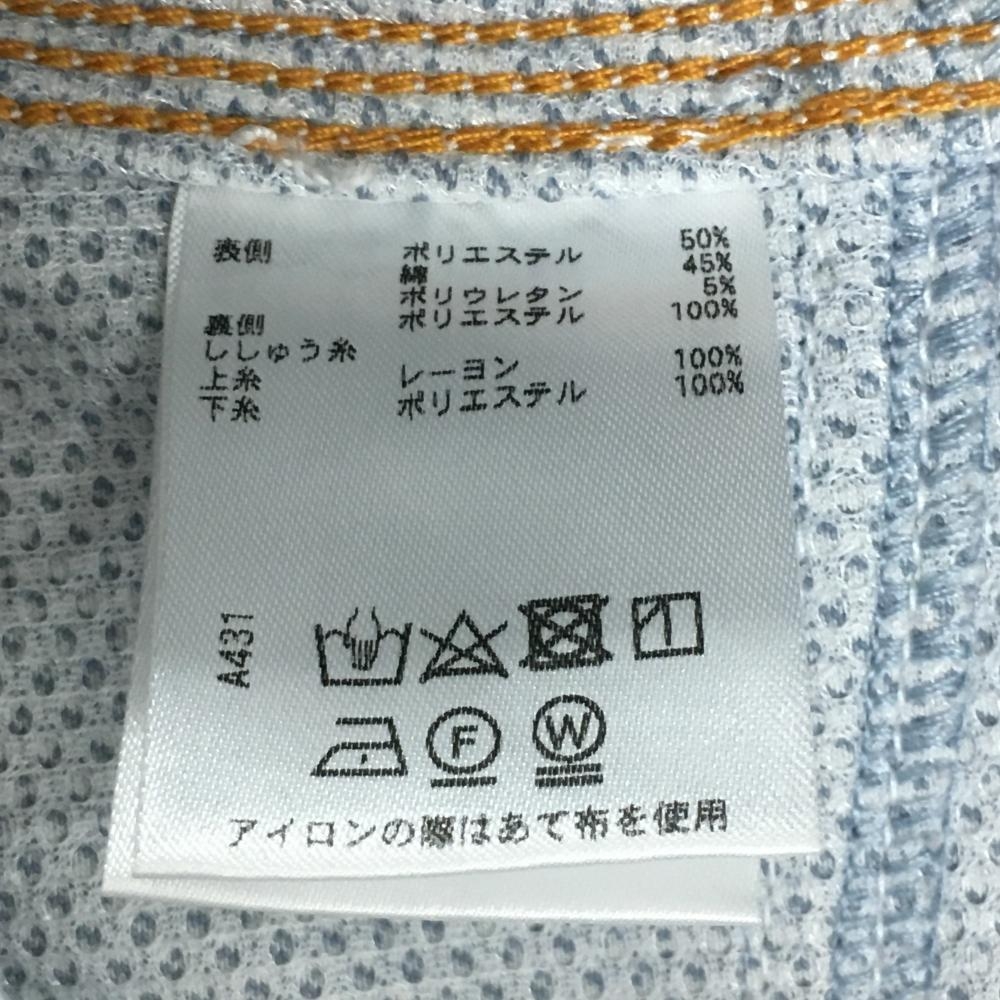 表側 ポリエステル 50%
綿 45%
ポリウレタン 5%
裏側 ポリエステル 100%
ししゅう糸
上糸 レーヨン 100%
下糸 ポリエステル 100%
A431
F W
アイロンの際はあて布を使用